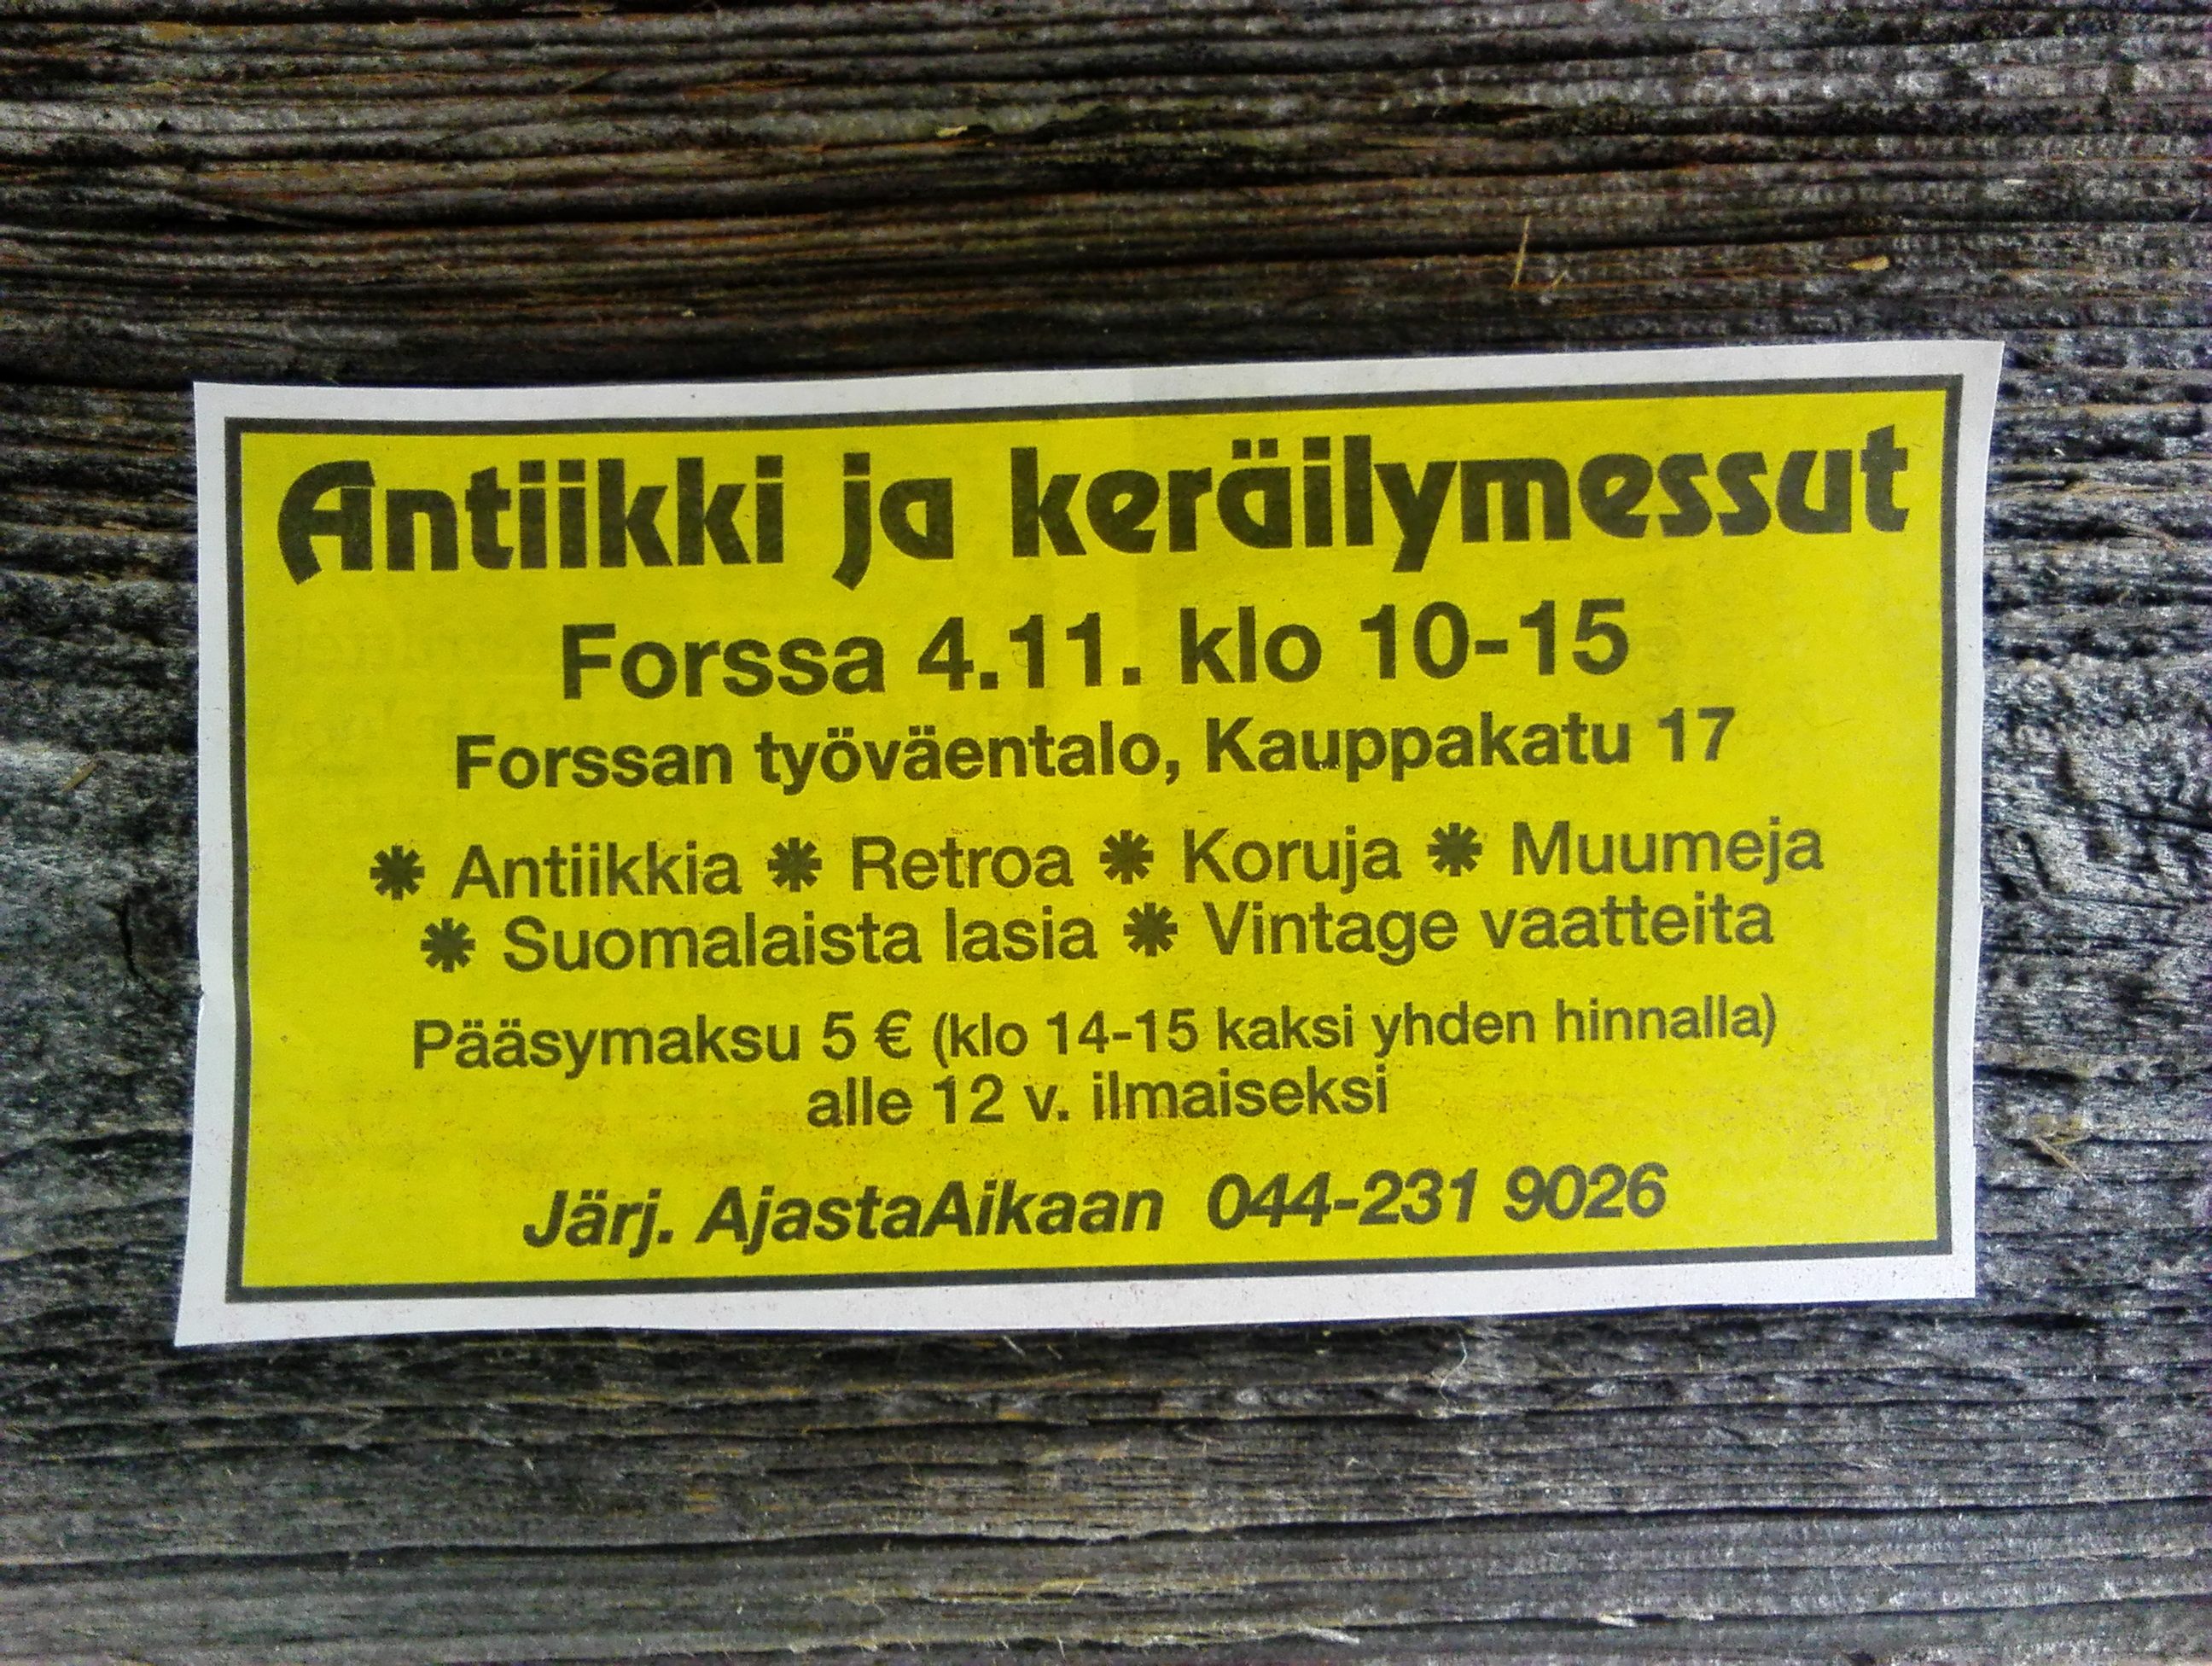 Antiikki ja keräilymessut
Forssa 4.11. klo 10-15
Forssan työväentalo, Kauppakatu 17
✱ Antiikkia ✱ Retroa ✱ Koruja ✱ Muumeja
✱ Suomalaista lasia ✱ Vintage vaatteita
Pääsymaksu 5 € (klo 14-15 kaksi yhden hinnalla)
alle 12 v. ilmaiseksi
Järj. AjastaAikaan 044-231 9026